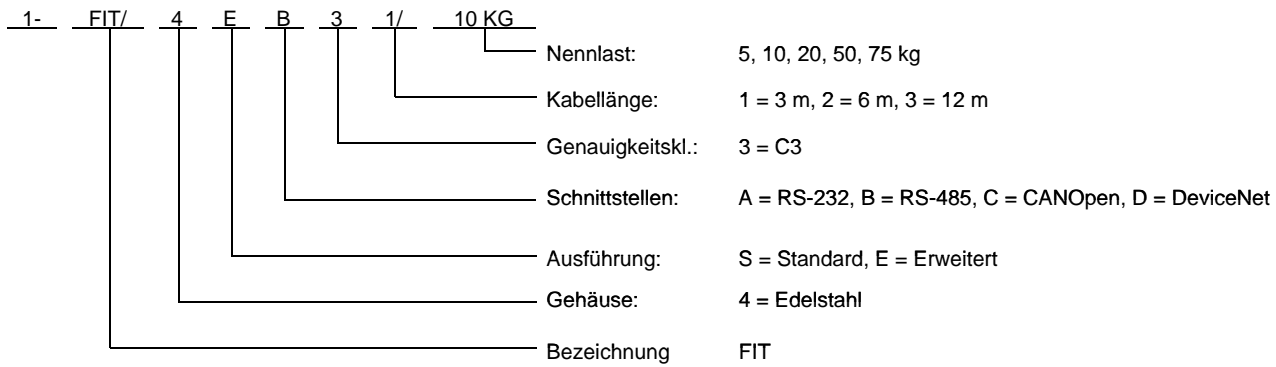 1- FIT/ 4 E B 3 1/ 10 KG
Nennlast: 5, 10, 20, 50, 75 kg
Kabellänge: 1 = 3 m, 2 = 6 m, 3 = 12 m
Genauigkeitskl.: 3 = C3
Schnittstellen: A = RS-232, B = RS-485, C = CANOpen, D = DeviceNet
Ausführung: S = Standard, E = Erweitert
Gehäuse: 4 = Edelstahl
Bezeichnung FIT